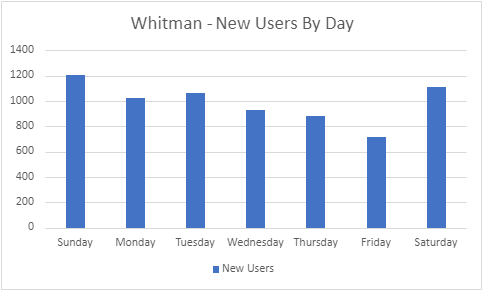 Whitman - New Users By Day
1400
1200
1000
800
600
400
200
0
Sunday Monday Tuesday Wednesday Thursday Friday Saturday
New Users